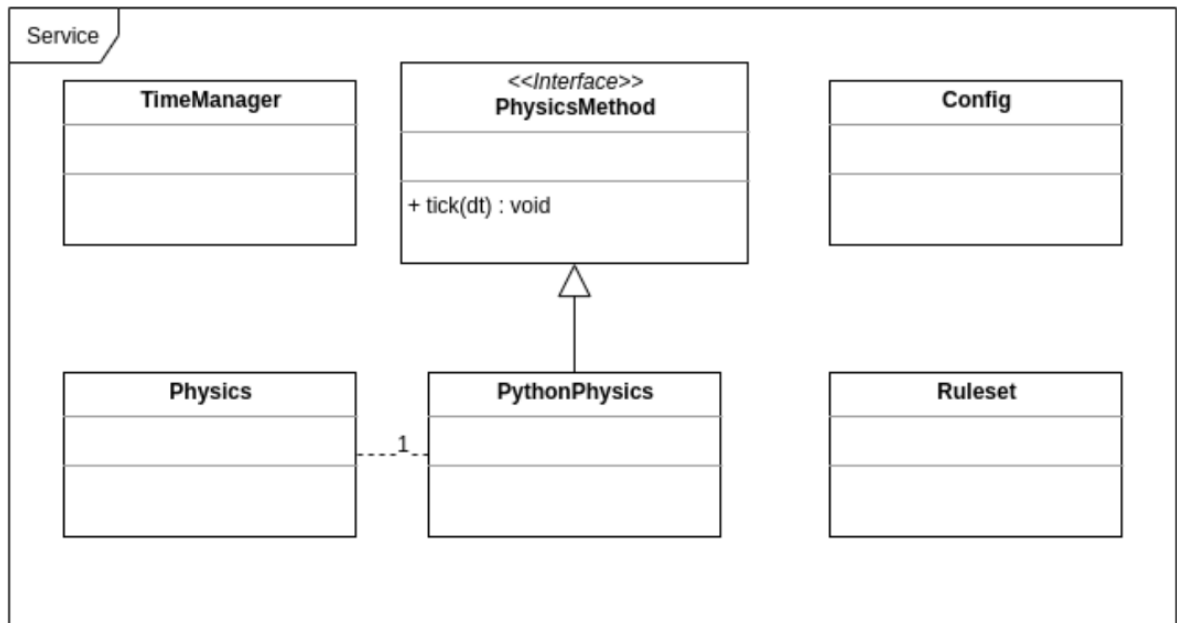 Service
TimeManager
<<Interface>>
PhysicsMethod
+ tick(dt) : void
Config
Physics
1
PythonPhysics
Ruleset